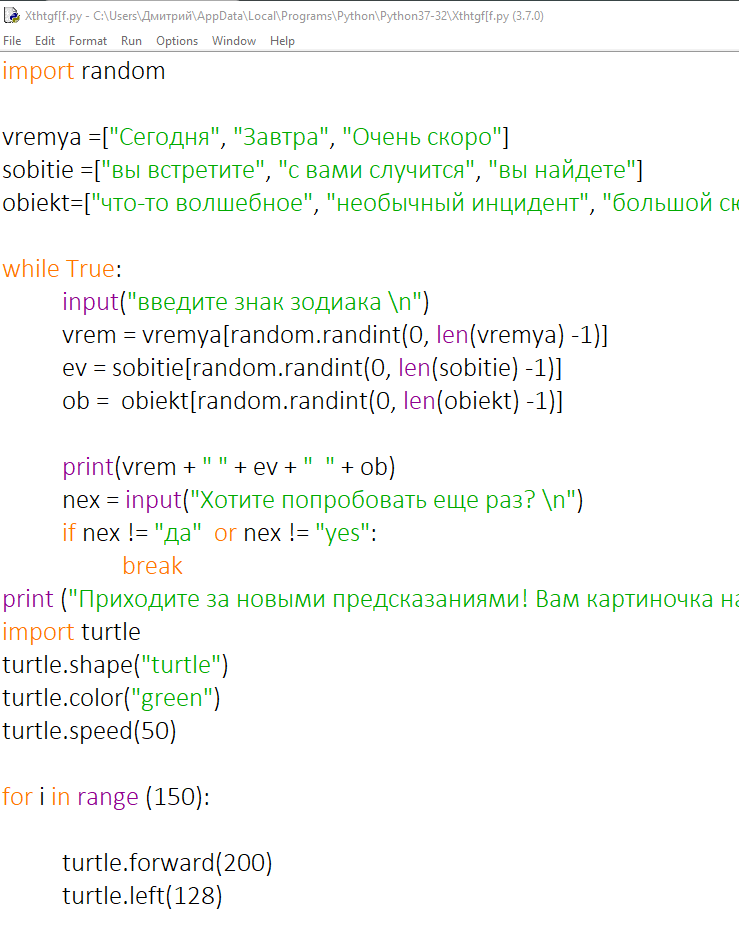 Xthtgf[f.py - C:\Users\Дмитрий\AppData\Local\Programs\Python\Python37-32\Xthtgf[f.py (3.7.0)
File Edit Format Run Options Window Help
import random
vremya =["Сегодня", "Завтра", "Очень скоро"]
sobitie =["вы встретите", "с вами случится", "вы найдете"]
obiekt=["что-то волшебное", "необычный инцидент", "большой
while True:
input("введите знак зодиака \n")
vrem = vremya[random.randint(0, len(vremya) -1)]
ev = sobitie[random.randint(0, len(sobitie) -1)]
ob =  obiekt[random.randint(0, len(obiekt) -1)]
print(vrem + " " + ev + "  " + ob)
nex = input("Хотите попробовать еще раз? \n")
if nex != "да"  or nex != "yes":
break
print ("Приходите за новыми предсказаниями! Вам картиночка
import turtle
turtle.shape("turtle")
turtle.color("green")
turtle.speed(50)
for i in range (150):
turtle.forward(200)
turtle.left(128)